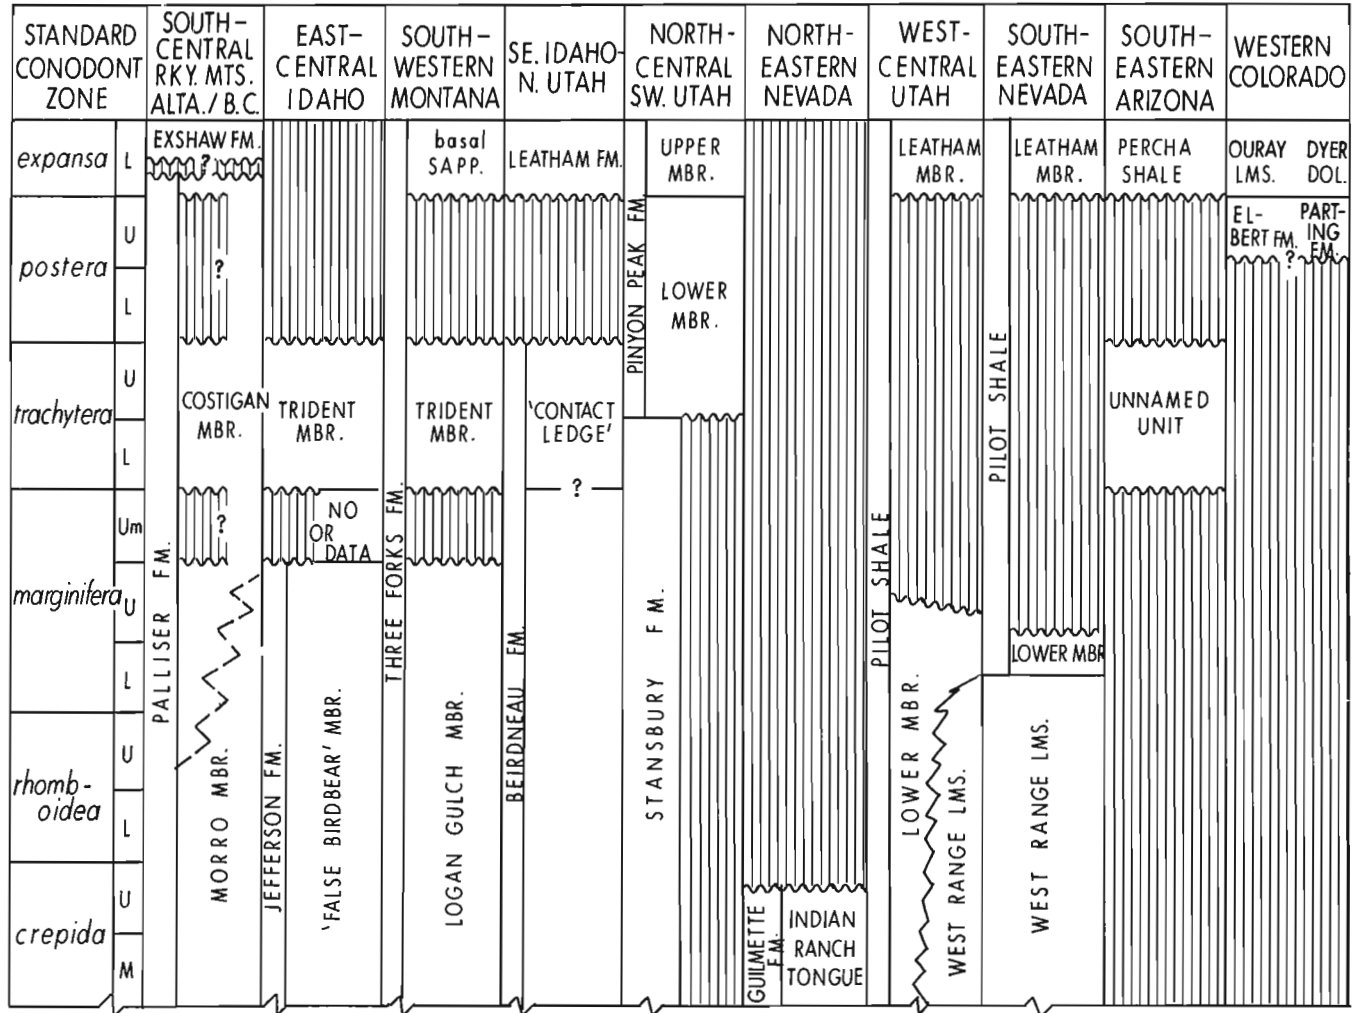 STANDARD
CONODONT
ZONE
SOUTH-
CENTRAL
RKY. MTS.
ALTA./ B.C.
EAST-
CENTRAL
IDAHO
SOUTH-
WESTERN
MONTANA
SE. IDAHO-
N. UTAH
NORTH-
CENTRAL
SW. UTAH
NORTH-
EASTERN
NEVADA
WEST-
CENTRAL
UTAH
SOUTH-
EASTERN
NEVADA
SOUTH-
EASTERN
ARIZONA
WESTERN
COLORADO
expansa
L
postera
U
L
trachytera
U
L
marginifera
Um
U
L
rhomb-
oidea
U
L
crepida
U
M
EXSHAW FM.
?
?
COSTIGAN
MBR.
?
PALLISER FM.
MORRO MBR.
TRIDENT
MBR.
NO
OR
DATA
JEFFERSON FM.
'FALSE BIRDBEAR' MBR.
basal
SAPP.
TRIDENT
MBR.
THREE FORKS FM.
LOGAN GULCH MBR.
LEATHAM FM.
'CONTACT
LEDGE'
?
BEIRDNEAU FM.
UPPER
MBR.
PINYON PEAK FM.
LOWER
MBR.
STANSBURY FM.
GUILMETTE
FM.
INDIAN
RANCH
TONGUE
LEATHAM
MBR.
PILOT SHALE
LOWER MBR.
WEST RANGE LMS.
LEATHAM
MBR.
PILOT SHALE
LOWER MBR
WEST RANGE LMS.
PERCHA
SHALE
UNNAMED
UNIT
OURAY
LMS.
DYER
DOL.
EL-
BERT FM.
PART-
ING
FM.
?